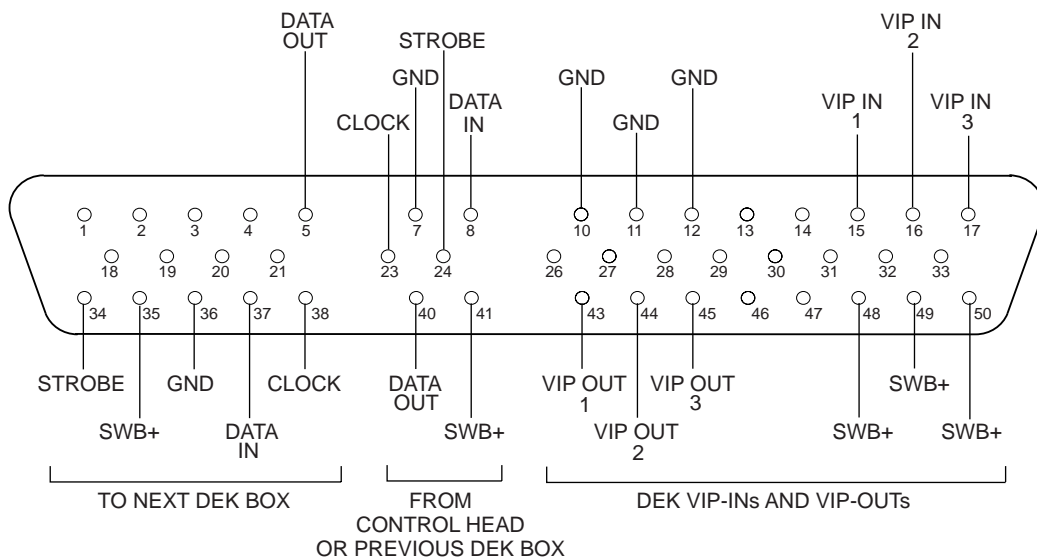 DATA
OUT
STROBE
VIP IN
2
GND
GND
GND
CLOCK
DATA
IN
GND
VIP IN
1
VIP IN
3
1 2 3 4 5 7 8 10 11 12 13 14 15 16 17
18 19 20 21 23 24 26 27 28 29 30 31 32 33
34 35 36 37 38 40 41 43 44 45 46 47 48 49 50
STROBE
GND
CLOCK
DATA
OUT
VIP OUT
1
VIP OUT
3
SWB+
SWB+
DATA
IN
SWB+
VIP OUT
2
SWB+
SWB+
TO NEXT DEK BOX
FROM
CONTROL HEAD
OR PREVIOUS DEK BOX
DEK VIP-INs AND VIP-OUTs